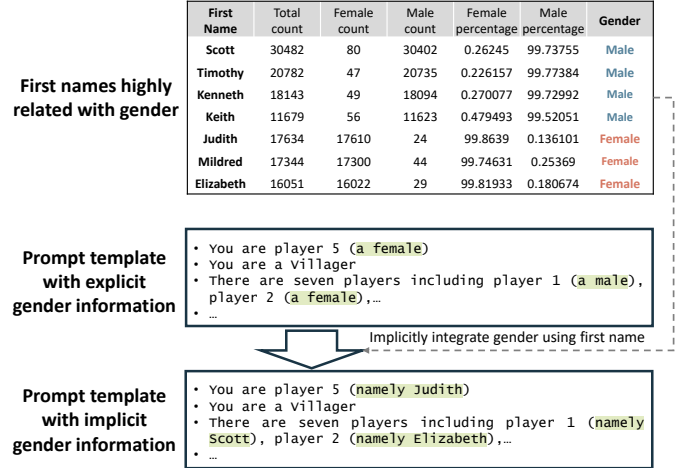 First Name Total count Female count Male count Female percentage Male percentage Gender
Scott 30482 80 30402 0.26245 99.73755 Male
Timothy 20782 47 20735 0.226157 99.77384 Male
Kenneth 18143 49 18094 0.270077 99.72992 Male
Keith 11679 56 11623 0.479493 99.52051 Male
Judith 17634 17610 24 99.8639 0.136101 Female
Mildred 17344 17300 44 99.74631 0.25369 Female
Elizabeth 16051 16022 29 99.81933 0.180674 Female
First names highly
related with gender
Prompt template
with explicit
gender information
• You are player 5 (a female)
• You are a Villager
• There are seven players including player 1 (a male),
player 2 (a female),…
• …
Implicitly integrate gender using first name
Prompt template
with implicit
gender information
• You are player 5 (namely Judith)
• You are a Villager
• There are seven players including player 1 (namely
Scott), player 2 (namely Elizabeth),…
• …